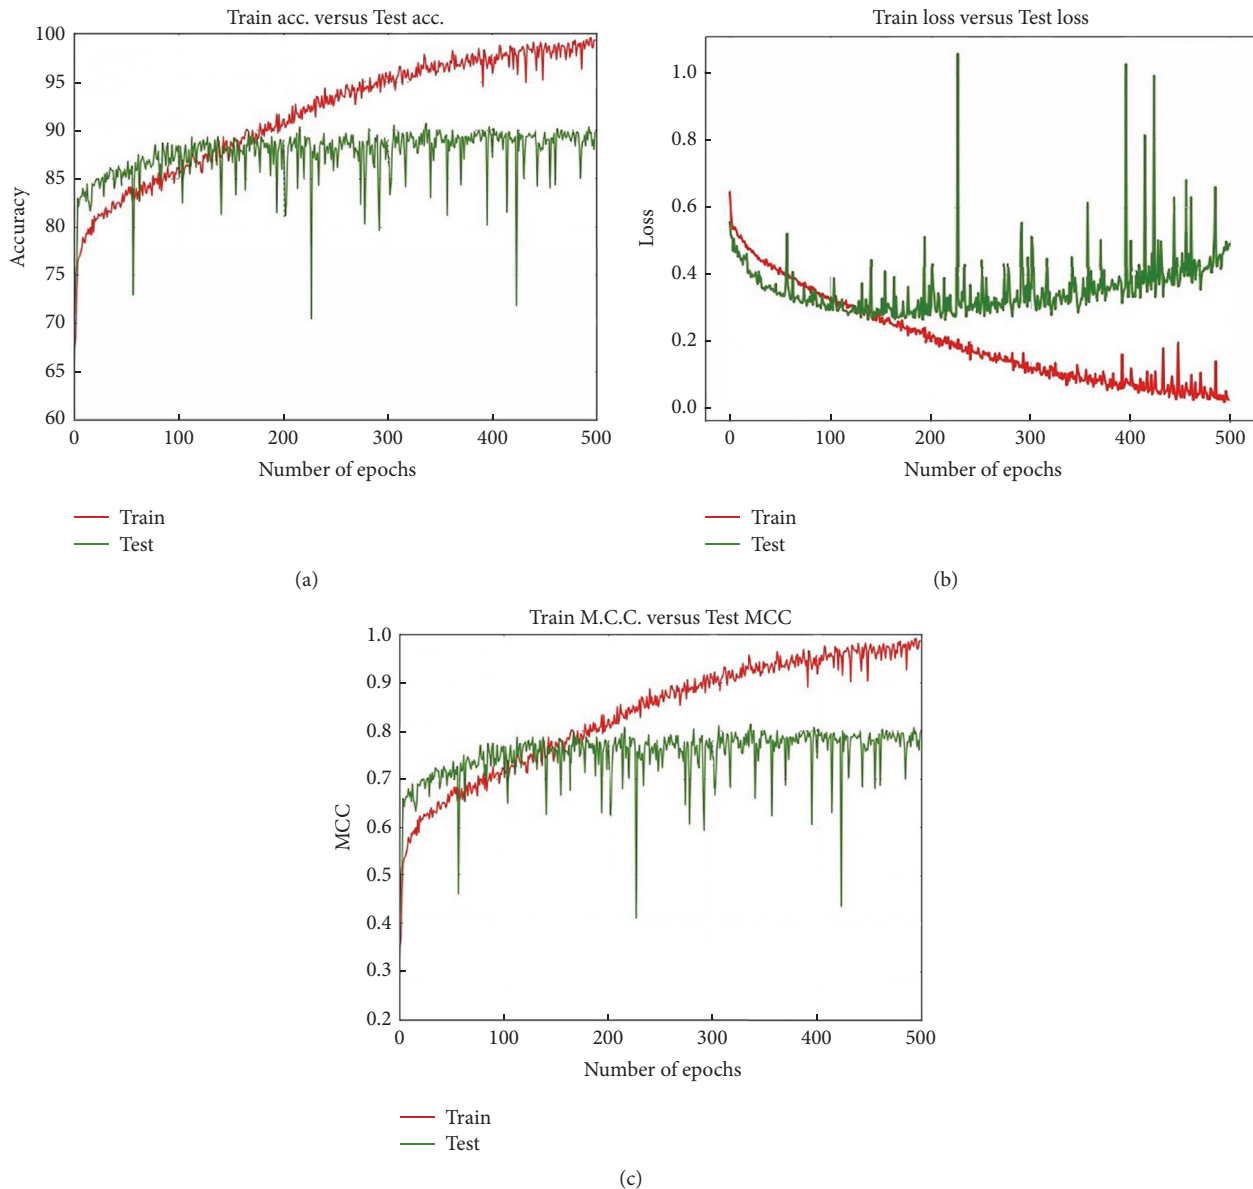 Train acc. versus Test acc.
100
95
90
85
80
75
70
65
60
Accuracy
0 100 200 300 400 500
Number of epochs
Train
Test
(a)
Train loss versus Test loss
1.0
0.8
0.6
0.4
0.2
0.0
Loss
0 100 200 300 400 500
Number of epochs
Train
Test
(b)
Train M.C.C. versus Test MCC
1.0
0.9
0.8
0.7
0.6
0.5
0.4
0.3
0.2
MCC
0 100 200 300 400 500
Number of epochs
Train
Test
(c)